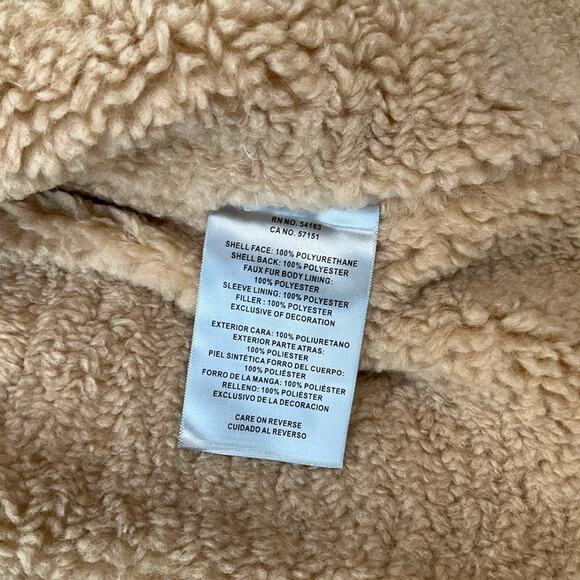 RN NO. 54163
CA NO. 57151
SHELL FACE: 100% POLYURETHANE
SHELL BACK: 100% POLYESTER
FAUX FUR BODY LINING:
100% POLYESTER
SLEEVE LINING: 100% POLYESTER
FILLER : 100% POLYESTER
EXCLUSIVE OF DECORATION
EXTERIOR CARA: 100% POLIURETANO
EXTERIOR PARTE ATRAS:
100% POLIESTER
PIEL SINTÉTICA FORRO DEL CUERPO:
100% POLIÉSTER
FORRO DE LA MANGA: 100% POLIÉSTER
RELLENO: 100% POLIÉSTER
EXCLUSIVO DE LA DECORACION
CARE ON REVERSE
CUIDADO AL REVERSO